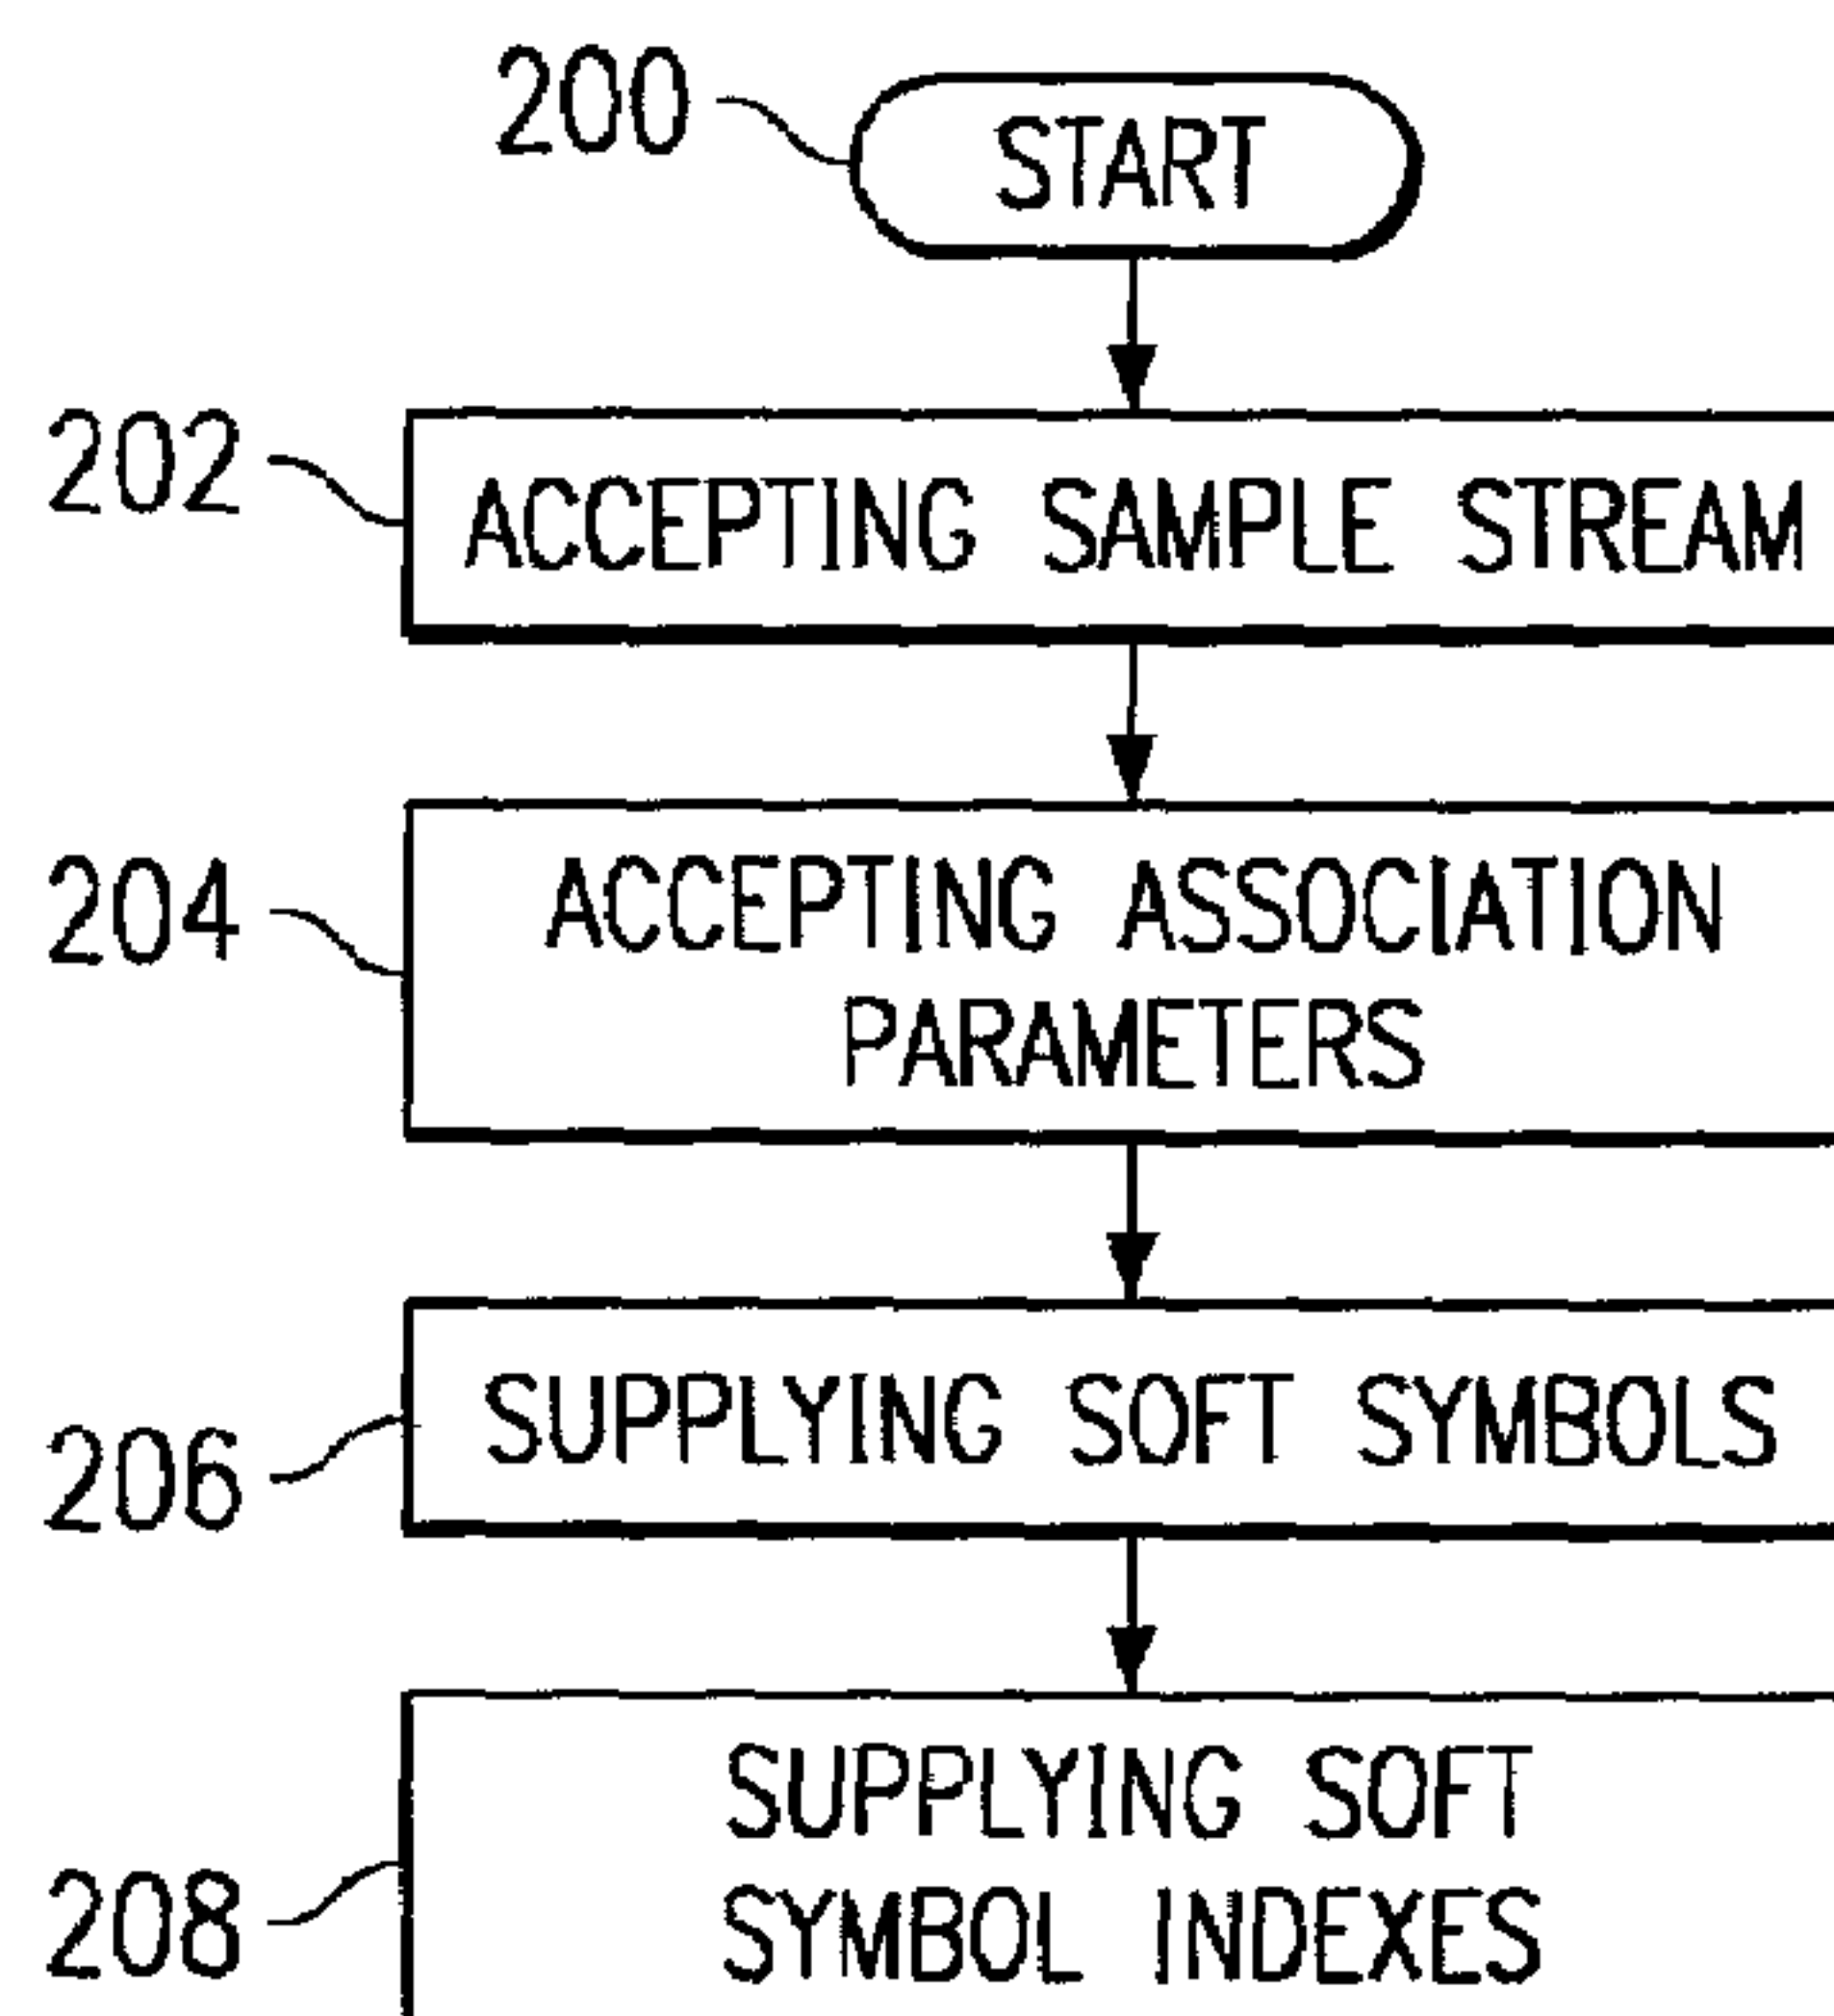 200
START
202
ACCEPTING SAMPLE STREAM
204
ACCEPTING ASSOCIATION
PARAMETERS
206
SUPPLYING SOFT SYMBOLS
208
SUPPLYING SOFT
SYMBOL INDEXES